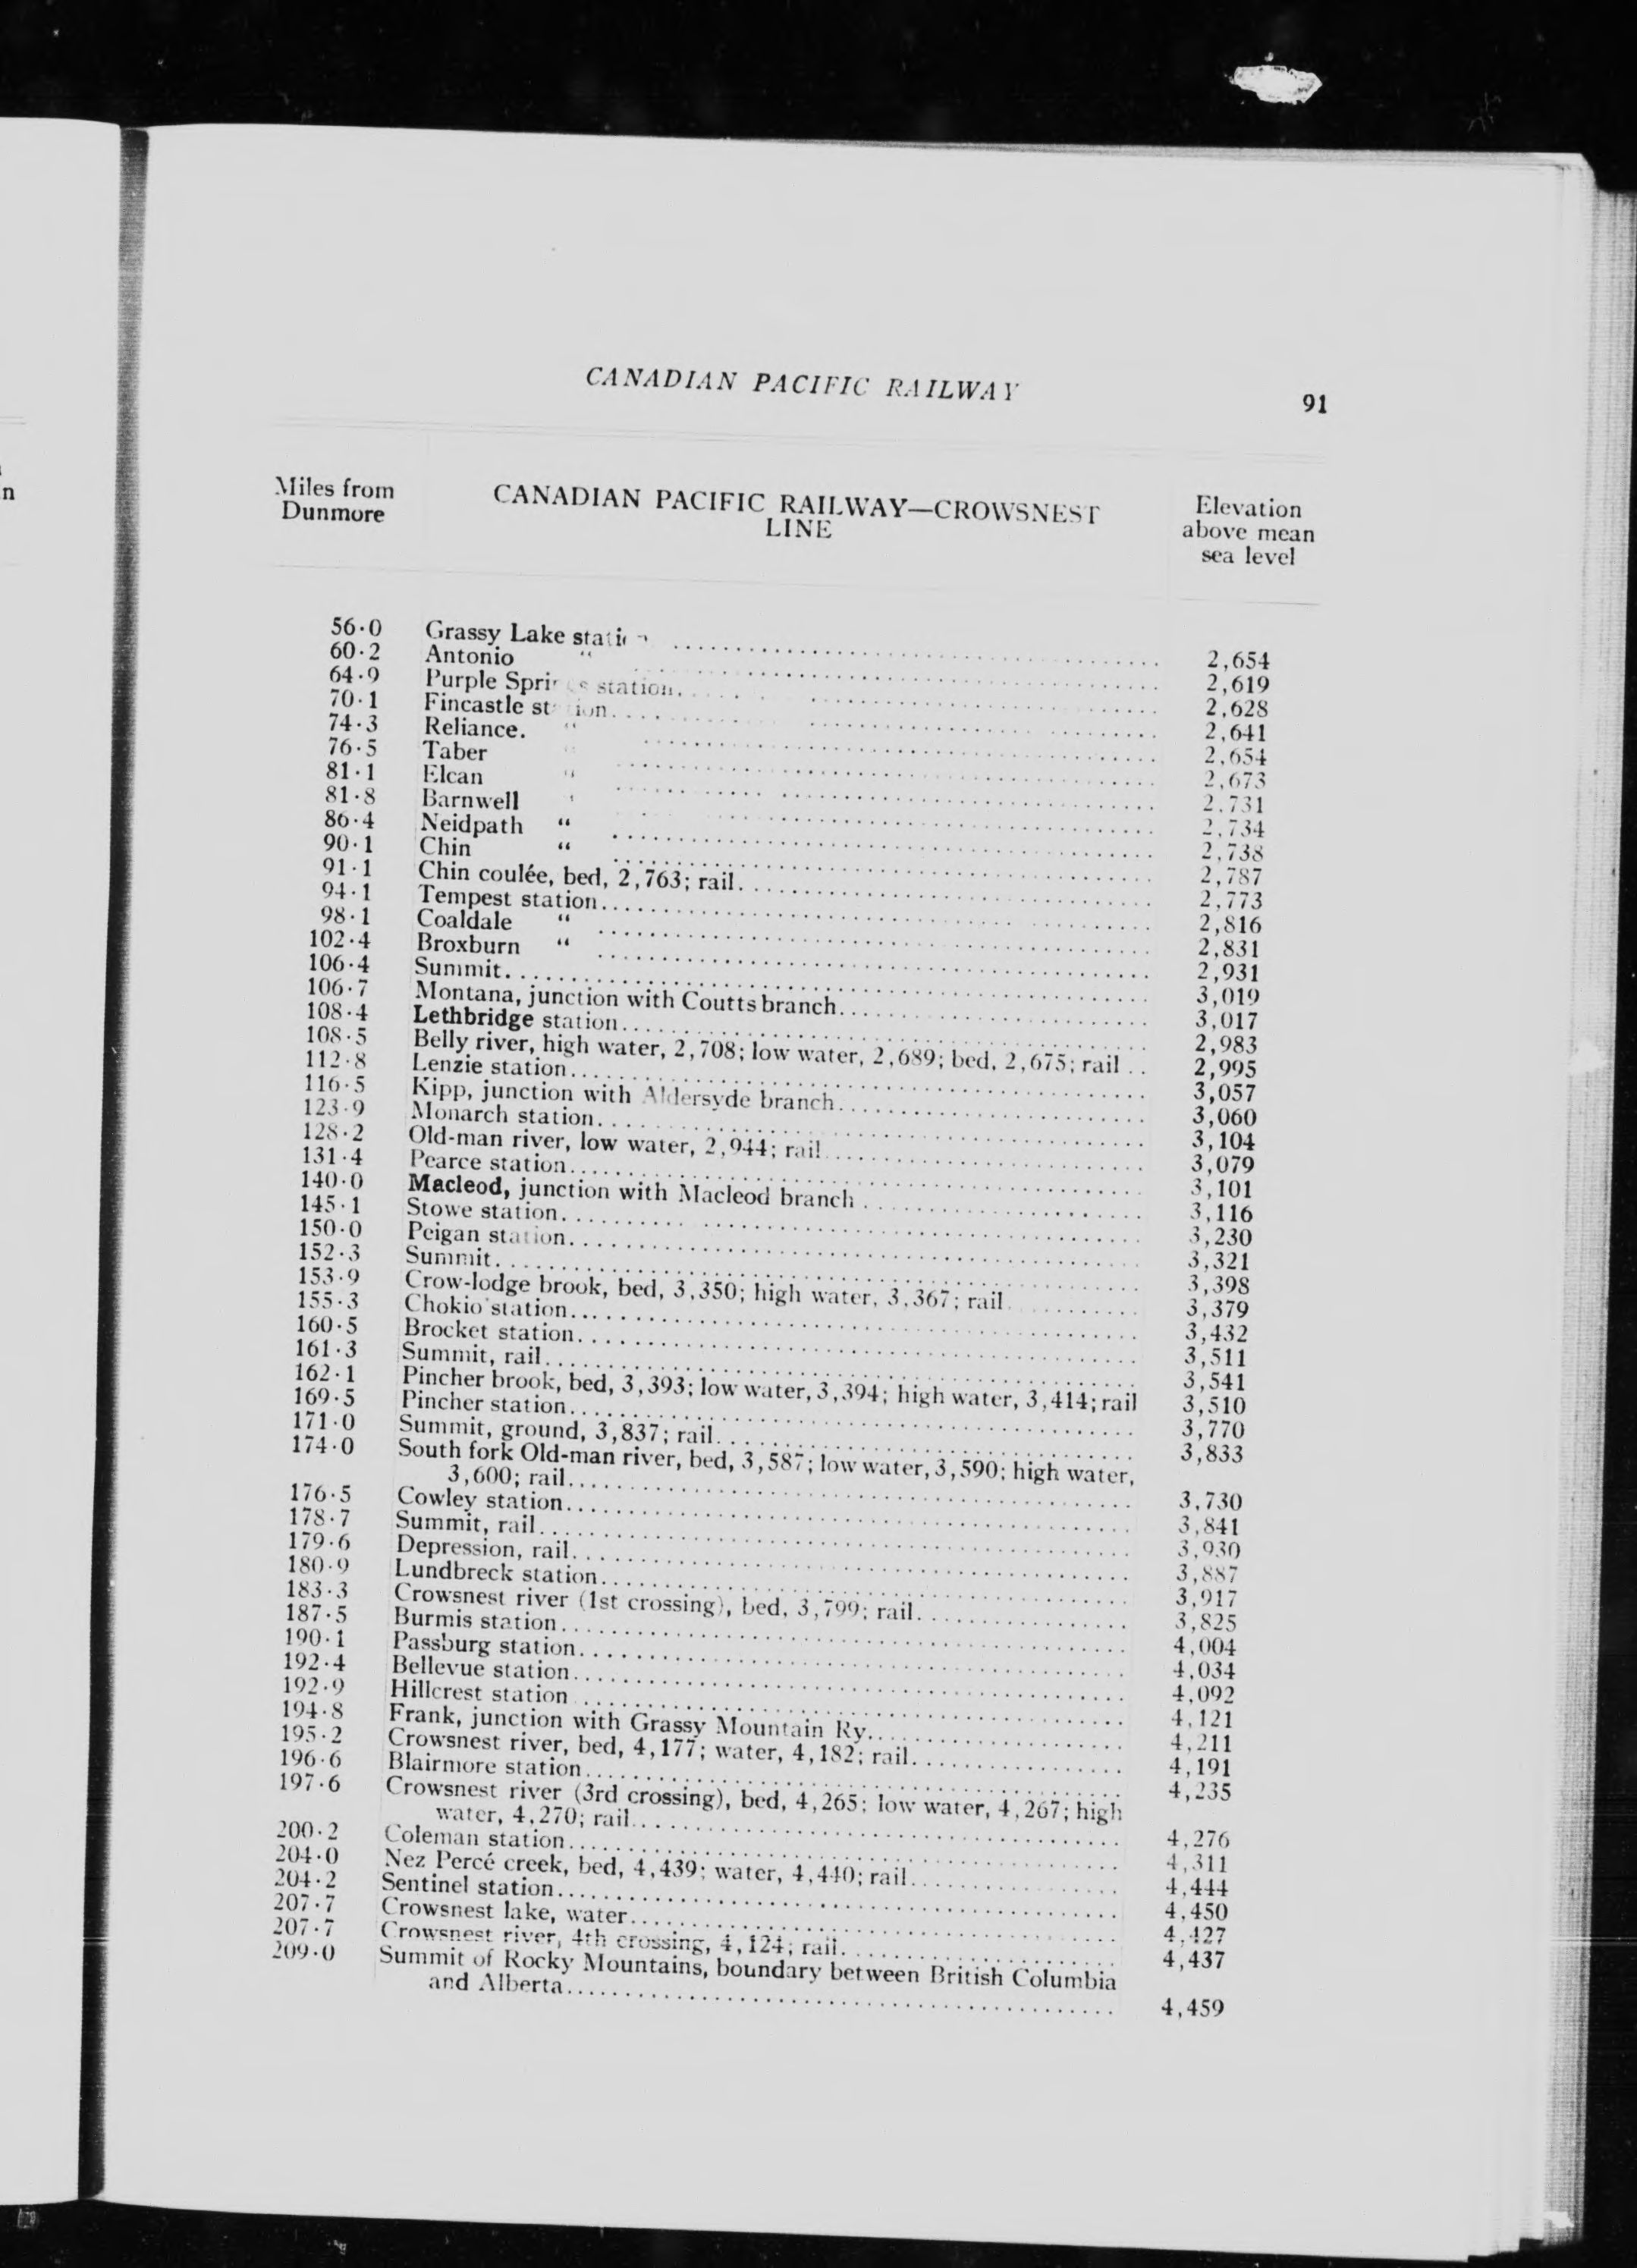 CANADIAN PACIFIC RAILWAY 91
Miles from Dunmore CANADIAN PACIFIC RAILWAY—CROWSNEST LINE Elevation above mean sea level
56·0 Grassy Lake station 2,654
60·2 Antonio “ 2,619
64·9 Purple Springs station 2,628
70·1 Fincastle station 2,641
74·3 Reliance. “ 2,654
76·5 Taber “ 2,673
81·1 Elcan “ 2,731
81·8 Barnwell “ 2,734
86·4 Neidpath “ 2,738
90·1 Chin “ 2,787
91·1 Chin coulée, bed, 2,763; rail 2,773
94·1 Tempest station 2,816
98·1 Coaldale “ 2,831
102·4 Broxburn “ 2,931
106·4 Summit 3,019
106·7 Montana, junction with Coutts branch 3,017
108·4 Lethbridge station 2,983
108·5 Belly river, high water, 2,708; low water, 2,689; bed, 2,675; rail 2,995
112·8 Lenzie station 3,057
116·5 Kipp, junction with Aldersyde branch 3,060
123·9 Monarch station 3,104
128·2 Old-man river, low water, 2,944; rail 3,079
131·4 Pearce station 3,101
140·0 Macleod, junction with Macleod branch 3,116
145·1 Stowe station 3,230
150·0 Peigan station 3,321
152·3 Summit 3,398
153·9 Crow-lodge brook, bed, 3,350; high water, 3,367; rail 3,379
155·3 Chokio station 3,432
160·5 Brocket station 3,511
161·3 Summit, rail 3,541
162·1 Pincher brook, bed, 3,393; low water, 3,394; high water, 3,414; rail 3,510
169·5 Pincher station 3,770
171·0 Summit, ground, 3,837; rail 3,833
174·0 South fork Old-man river, bed, 3,587; low water, 3,590; high water,
3,600; rail 3,730
176·5 Cowley station 3,841
178·7 Summit, rail 3,930
179·6 Depression, rail 3,887
180·9 Lundbreck station 3,917
183·3 Crowsnest river (1st crossing), bed, 3,799; rail 3,825
187·5 Burmis station 4,004
190·1 Passburg station 4,034
192·4 Bellevue station 4,092
192·9 Hillcrest station 4,121
194·8 Frank, junction with Grassy Mountain Ry. 4,211
195·2 Crowsnest river, bed, 4,177; water, 4,182; rail 4,191
196·6 Blairmore station 4,235
197·6 Crowsnest river (3rd crossing), bed, 4,265; low water, 4,267; high
water, 4,270; rail 4,276
200·2 Coleman station 4,311
204·0 Nez Percé creek, bed, 4,439; water, 4,440; rail 4,444
204·2 Sentinel station 4,450
207·7 Crowsnest lake, water 4,427
207·7 Crowsnest river, 4th crossing, 4,124; rail 4,437
209·0 Summit of Rocky Mountains, boundary between British Columbia
and Alberta 4,459